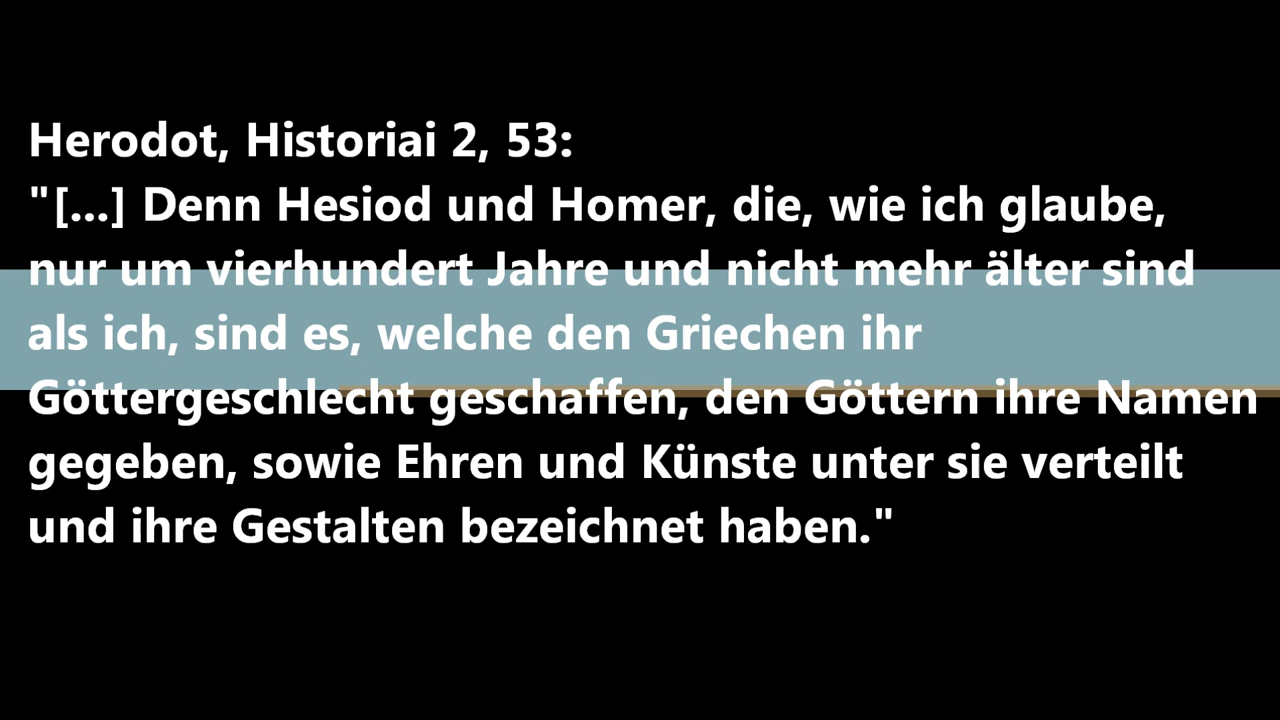 Herodot, Historiai 2, 53:
"[...] Denn Hesiod und Homer, die, wie ich glaube,
nur um vierhundert Jahre und nicht mehr älter sind
als ich, sind es, welche den Griechen ihr
Göttergeschlecht geschaffen, den Göttern ihre Namen
gegeben, sowie Ehren und Künste unter sie verteilt
und ihre Gestalten bezeichnet haben."